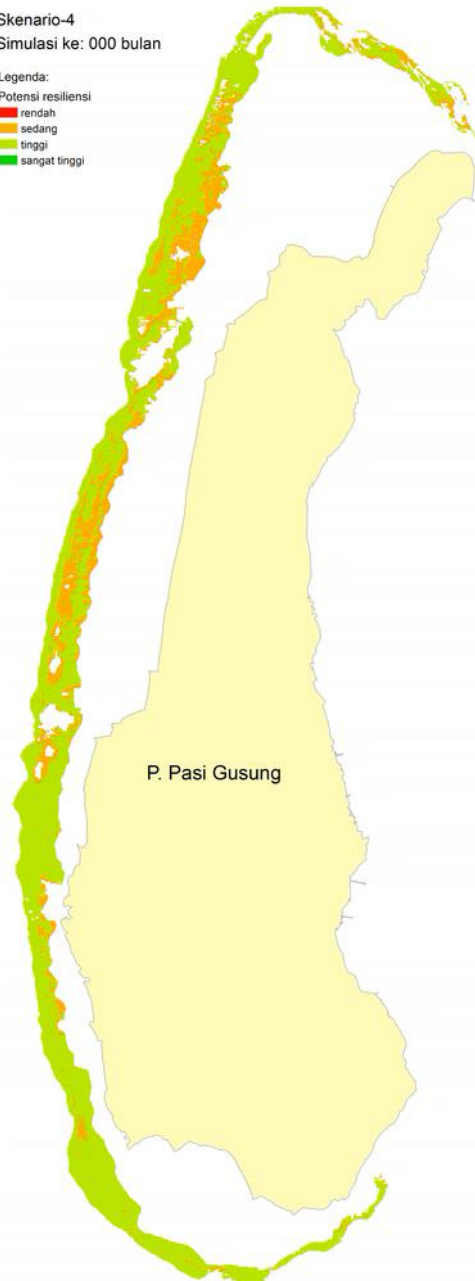 Skenario-4
Simulasi ke: 000 bulan
Legenda:
Potensi resiliensi
rendah
sedang
tinggi
sangat tinggi
P. Pasi Gusung